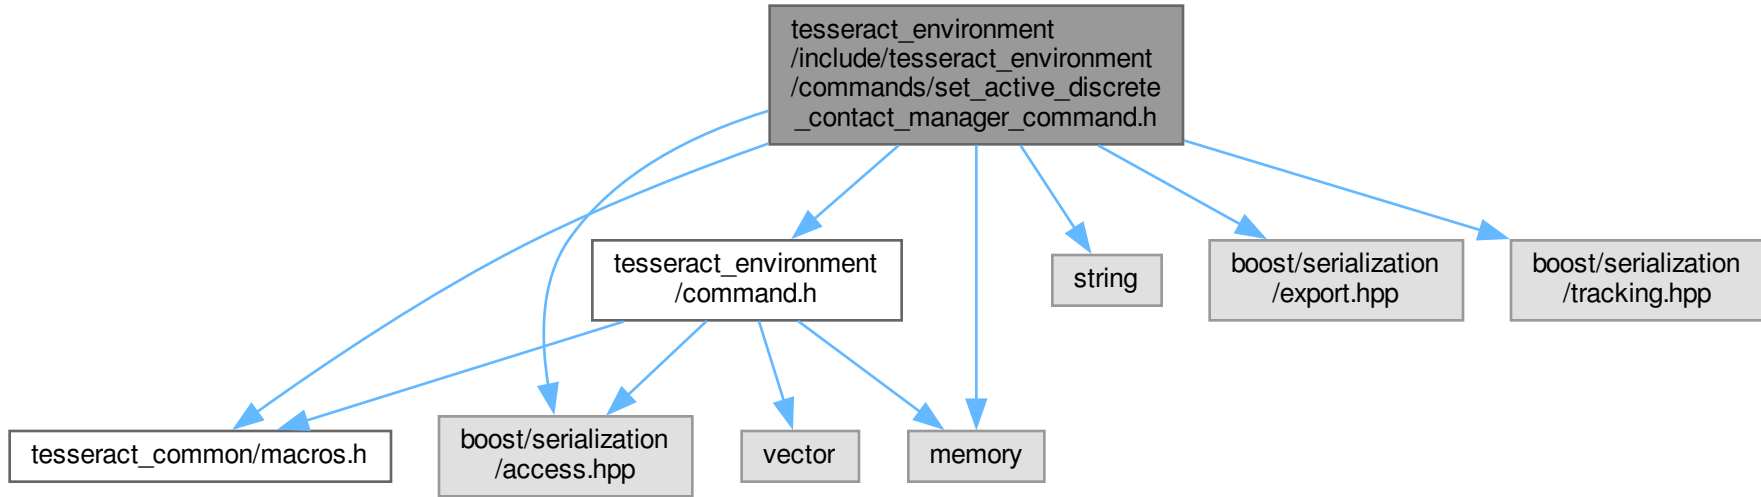 tesseract_environment
/include/tesseract_environment
/commands/set_active_discrete
_contact_manager_command.h
tesseract_environment
/command.h
string
boost/serialization
/export.hpp
boost/serialization
/tracking.hpp
tesseract_common/macros.h
boost/serialization
/access.hpp
vector
memory